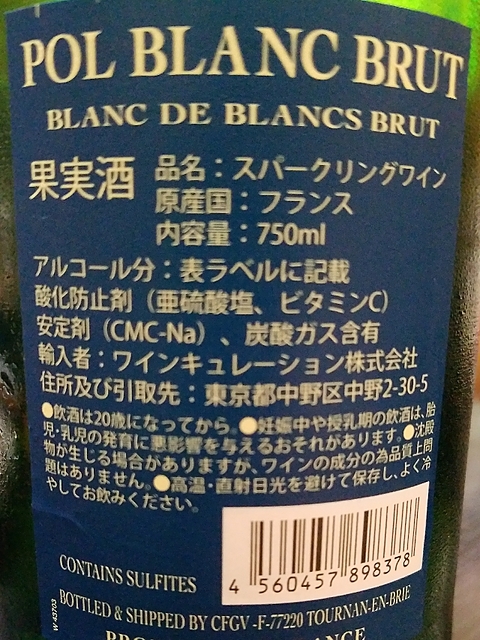 POL BLANC BRUT
BLANC DE BLANCS BRUT
果実酒
品名：スパークリングワイン
原産国：フランス
内容量：750ml
アルコール分：表ラベルに記載
酸化防止剤（亜硫酸塩、ビタミンC）
安定剤（CMC-Na）、炭酸ガス含有
輸入者：ワインキュレーション株式会社
住所及び引取先：東京都中野区中野2-30-5
●飲酒は20歳になってから。●妊娠中や授乳期の飲酒は、胎
児・乳児の発育に悪影響を与えるおそれがあります。●沈殿
物が生じる場合がありますが、ワインの成分の為品質上問
題はありません。●高温・直射日光を避けて保存し、よく冷
やしてお飲みください。
4 560457 898378
CONTAINS SULFITES
BOTTLED & SHIPPED BY CFGV -F-77220 TOURNAN-EN-BRIE
W 43703